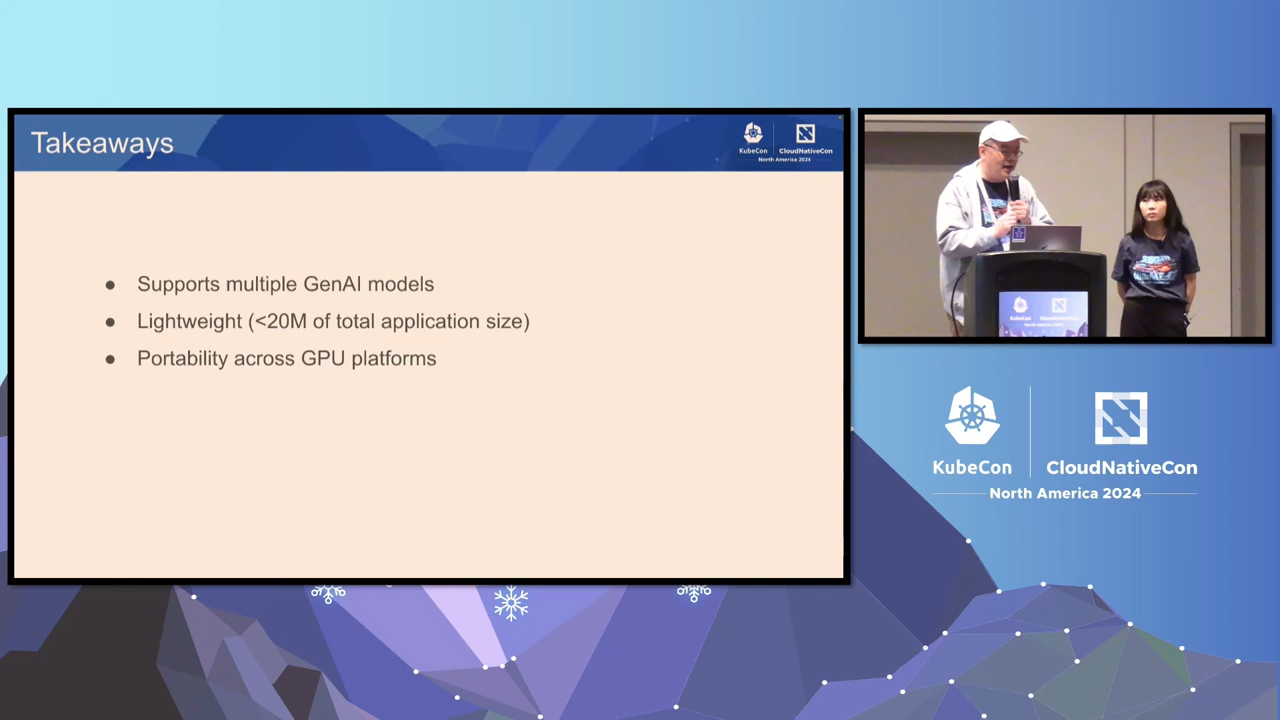 Takeaways
KubeCon
CloudNativeCon
North America 2024
● Supports multiple GenAI models
● Lightweight (<20M of total application size)
● Portability across GPU platforms
KubeCon
CloudNativeCon
North America 2024